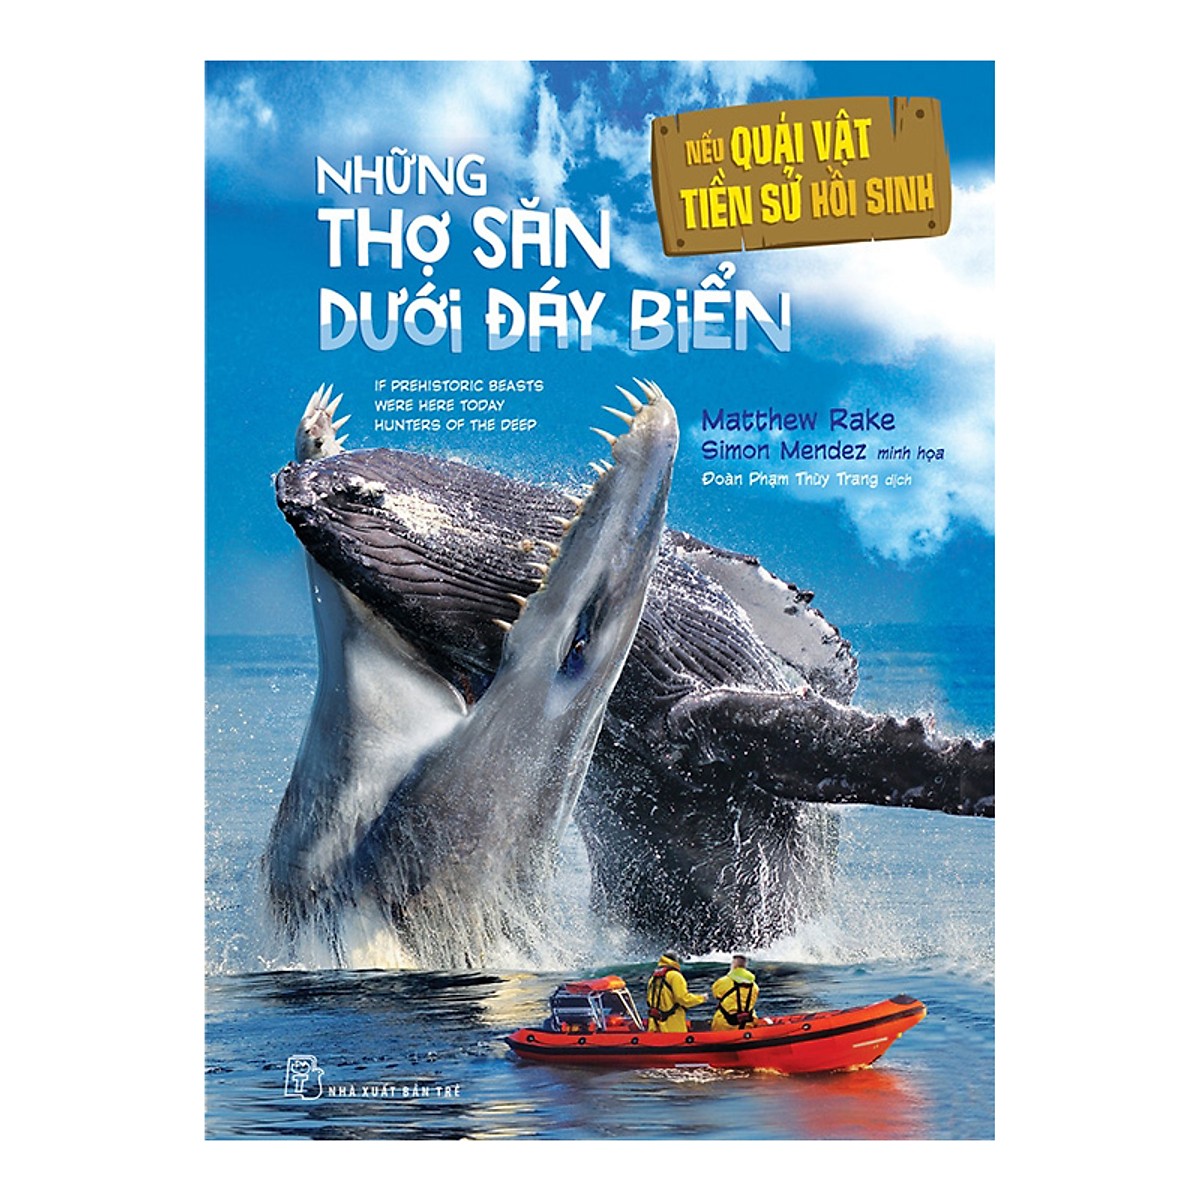 NẾU QUÁI VẬT
TIỀN SỬ HỒI SINH
NHỮNG
THỢ SĂN
DƯỚI ĐÁY BIỂN
IF PREHISTORIC BEASTS
WERE HERE TODAY
HUNTERS OF THE DEEP
Matthew Rake
Simon Mendez minh họa
Đoàn Phạm Thùy Trang dịch
NHÀ XUẤT BẢN TRẺ